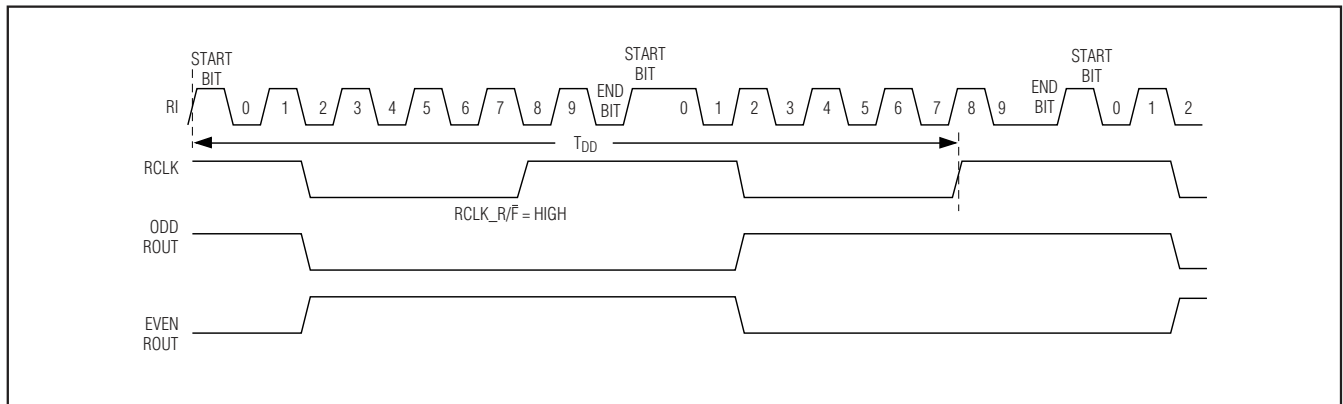 START
BIT
START
BIT
START
BIT
RI
0 1 2 3 4 5 6 7 8 9
END
BIT
0 1 2 3 4 5 6 7 8 9
END
BIT
0 1 2
TDD
RCLK
RCLK_R/F̅ = HIGH
ODD
ROUT
EVEN
ROUT